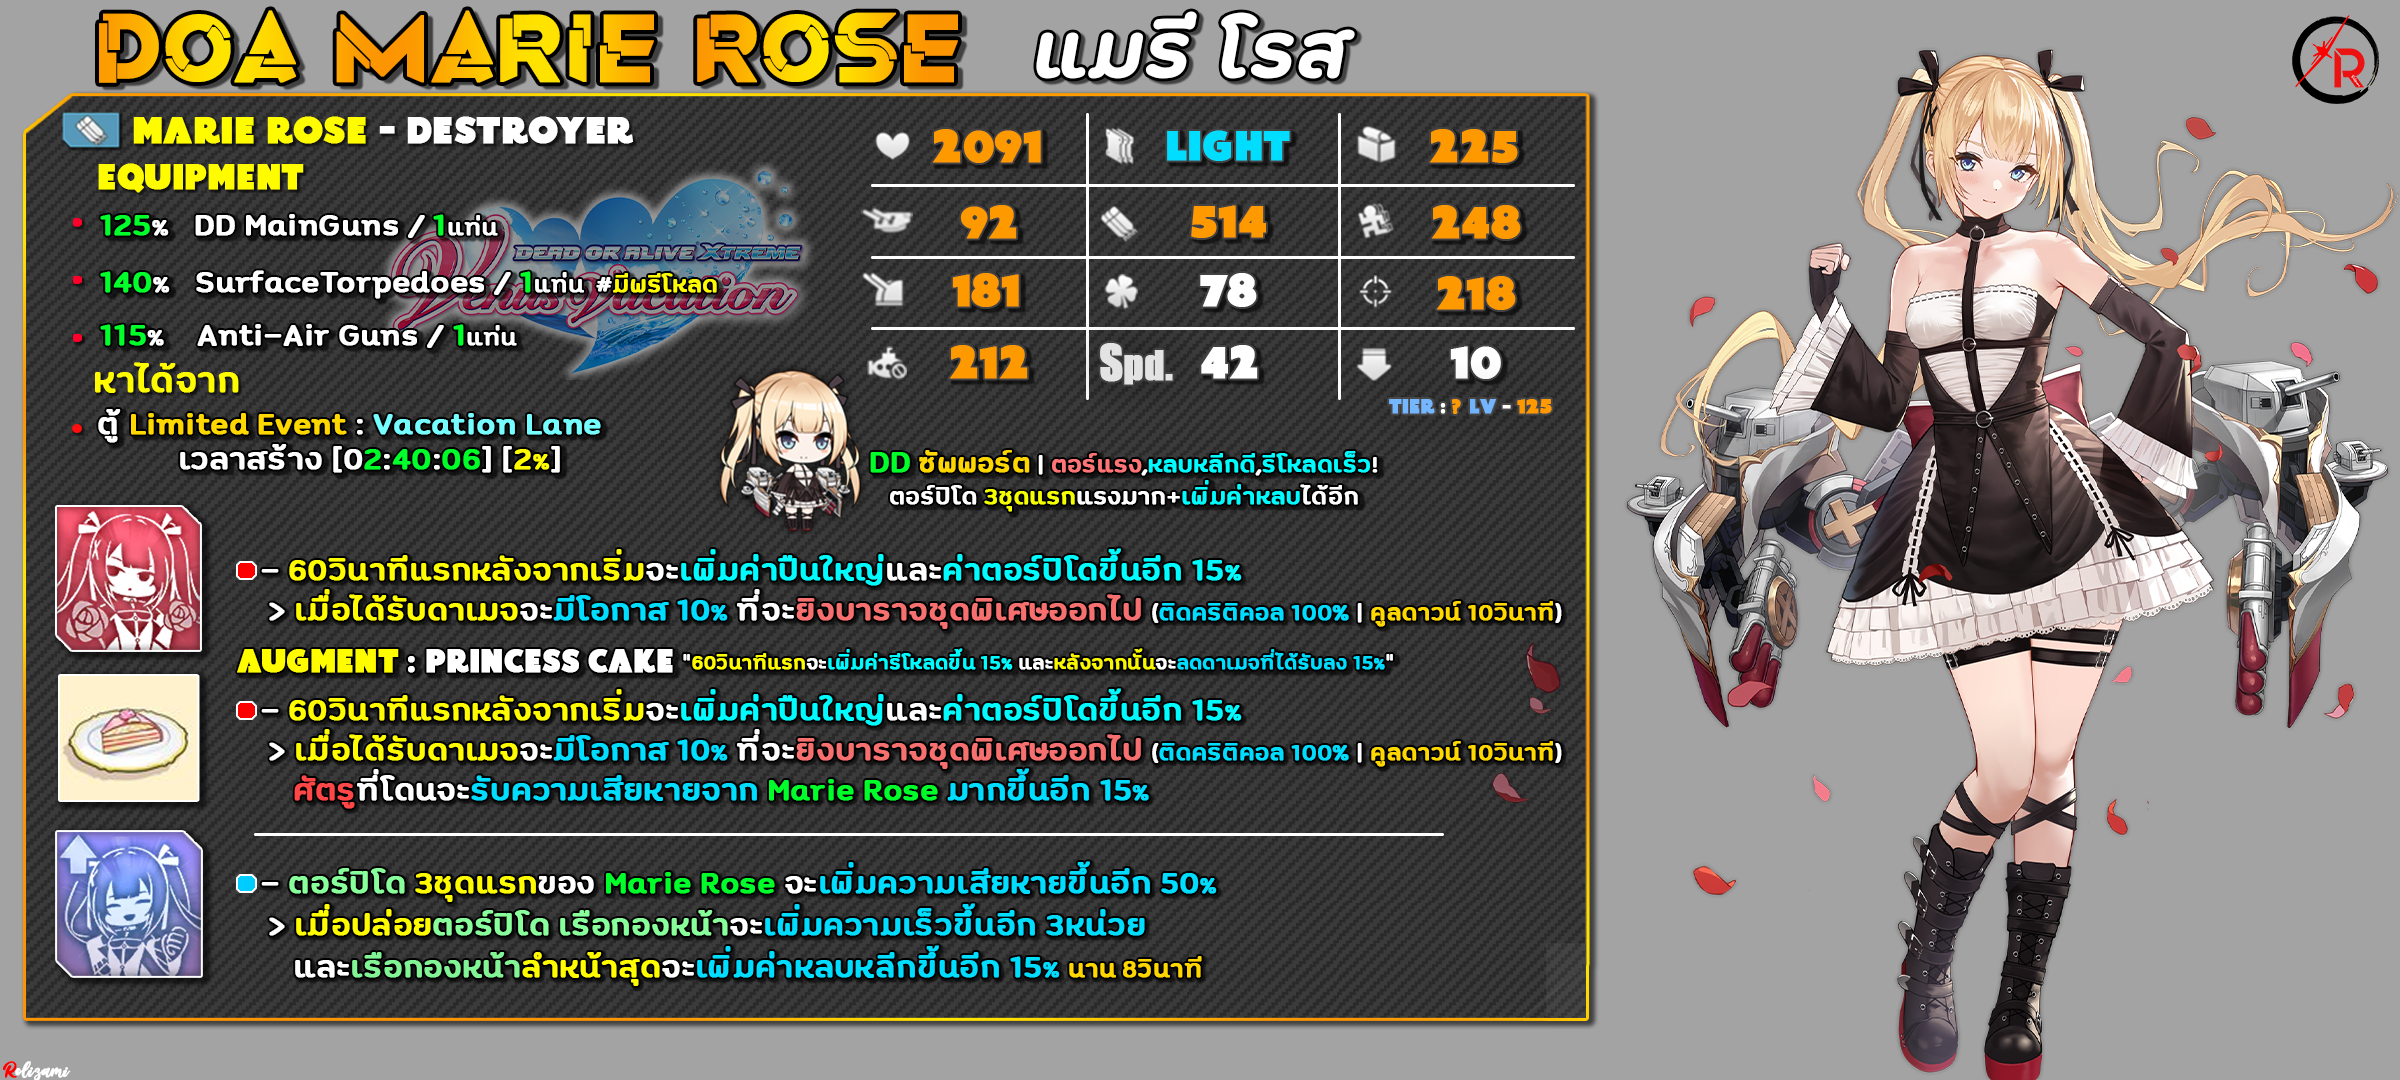 DOA MARIE ROSE แมรี โรส
MARIE ROSE - DESTROYER
EQUIPMENT
125% DD MainGuns / 1แท่น
140% SurfaceTorpedoes / 1แท่น #มีพรีโหลด
115% Anti-Air Guns / 1แท่น
DEAD OR ALIVE XTREME
Venus Vacation
หาได้จาก
ตู้ Limited Event : Vacation Lane
เวลาสร้าง [02:40:06] [2%]
2091 LIGHT 225
92 514 248
181 78 218
212 Spd. 42 10
TIER : ? LV - 125
DD ซัพพอร์ต | ตอร์แรง,หลบหลีกดี,รีโหลดเร็ว!
ตอร์ปิโด 3ชุดแรกแรงมาก+เพิ่มค่าหลบได้อีก
- 60วินาทีแรกหลังจากเริ่มจะเพิ่มค่าปืนใหญ่และค่าตอร์ปิโดขึ้นอีก 15%
> เมื่อได้รับดาเมจจะมีโอกาส 10% ที่จะยิงบาราจชุดพิเศษออกไป (ติดคริติคอล 100% | คูลดาวน์ 10วินาที)
AUGMENT : PRINCESS CAKE "60วินาทีแรกจะเพิ่มค่ารีโหลดขึ้น 15% และหลังจากนั้นจะลดดาเมจที่ได้รับลง 15%"
- 60วินาทีแรกหลังจากเริ่มจะเพิ่มค่าปืนใหญ่และค่าตอร์ปิโดขึ้นอีก 15%
> เมื่อได้รับดาเมจจะมีโอกาส 10% ที่จะยิงบาราจชุดพิเศษออกไป (ติดคริติคอล 100% | คูลดาวน์ 10วินาที)
ศัตรูที่โดนจะรับความเสียหายจาก Marie Rose มากขึ้นอีก 15%
- ตอร์ปิโด 3ชุดแรกของ Marie Rose จะเพิ่มความเสียหายขึ้นอีก 50%
> เมื่อปล่อยตอร์ปิโด เรือกองหน้าจะเพิ่มความเร็วขึ้นอีก 3หน่วย
และเรือกองหน้าลำหน้าสุดจะเพิ่มค่าหลบหลีกขึ้นอีก 15% นาน 8วินาที
R
Relizami